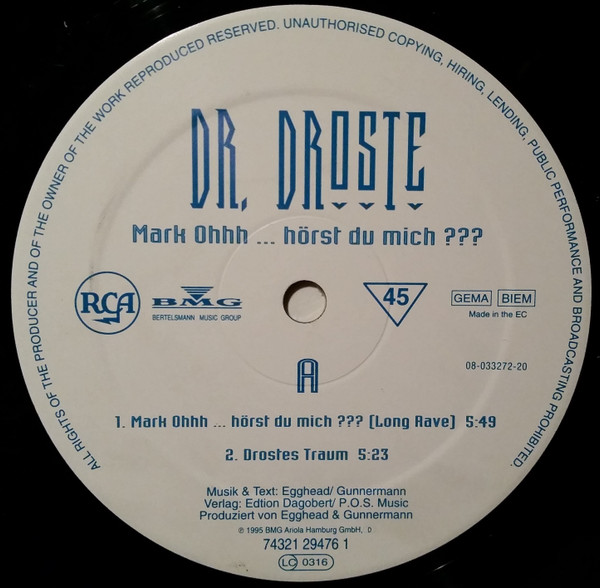 ALL RIGHTS OF THE PRODUCER AND OF THE OWNER OF THE WORK REPRODUCED RESERVED. UNAUTHORISED COPYING, HIRING, LENDING, PUBLIC PERFORMANCE AND BROADCASTING PROHIBITED.
DR. DROSTE
Mark Ohhh ... hörst du mich ???
RCA
BMG
BERTELSMANN MUSIC GROUP
45
GEMA BIEM
Made in the EC
08-033272-20
A
1. Mark Ohhh ... hörst du mich ??? (Long Rave) 5:49
2. Drostes Traum 5:23
Musik & Text: Egghead/ Gunnermann
Verlag: Edtion Dagobert/ P.O.S. Music
Produziert von Egghead & Gunnermann
℗ 1995 BMG Ariola Hamburg GmbH, D
74321 29476 1
LC 0316